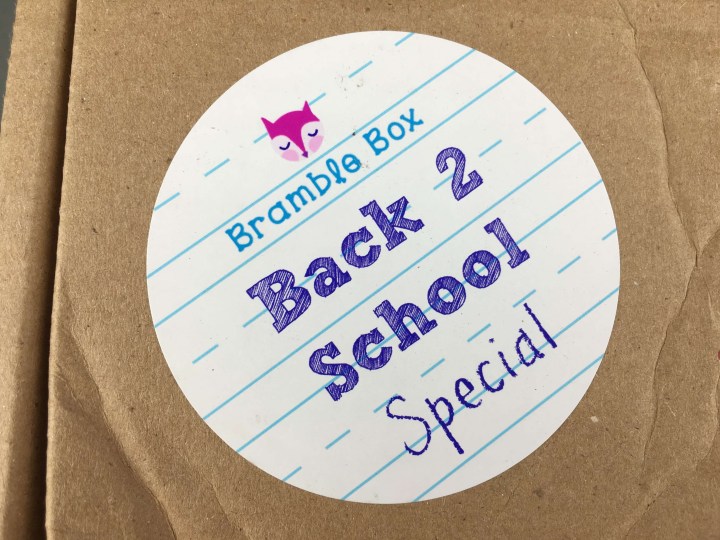 Bramble Box
Back 2
School
Special